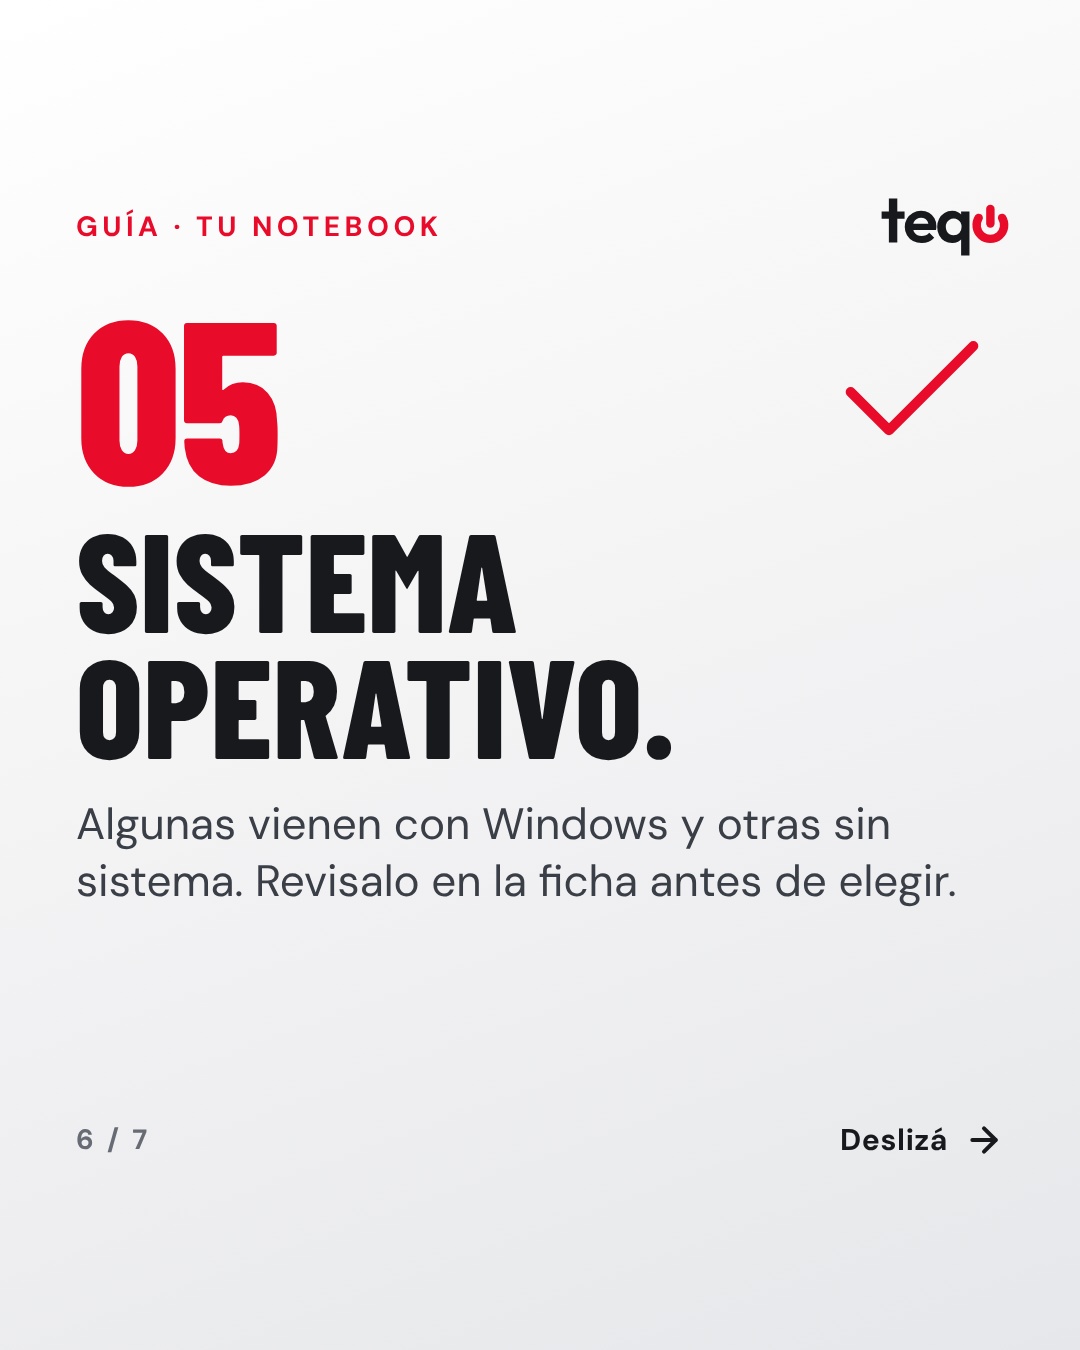 GUÍA · TU NOTEBOOK
teqo
05
SISTEMA
OPERATIVO.
Algunas vienen con Windows y otras sin
sistema. Revisalo en la ficha antes de elegir.
6 / 7
Deslizá →